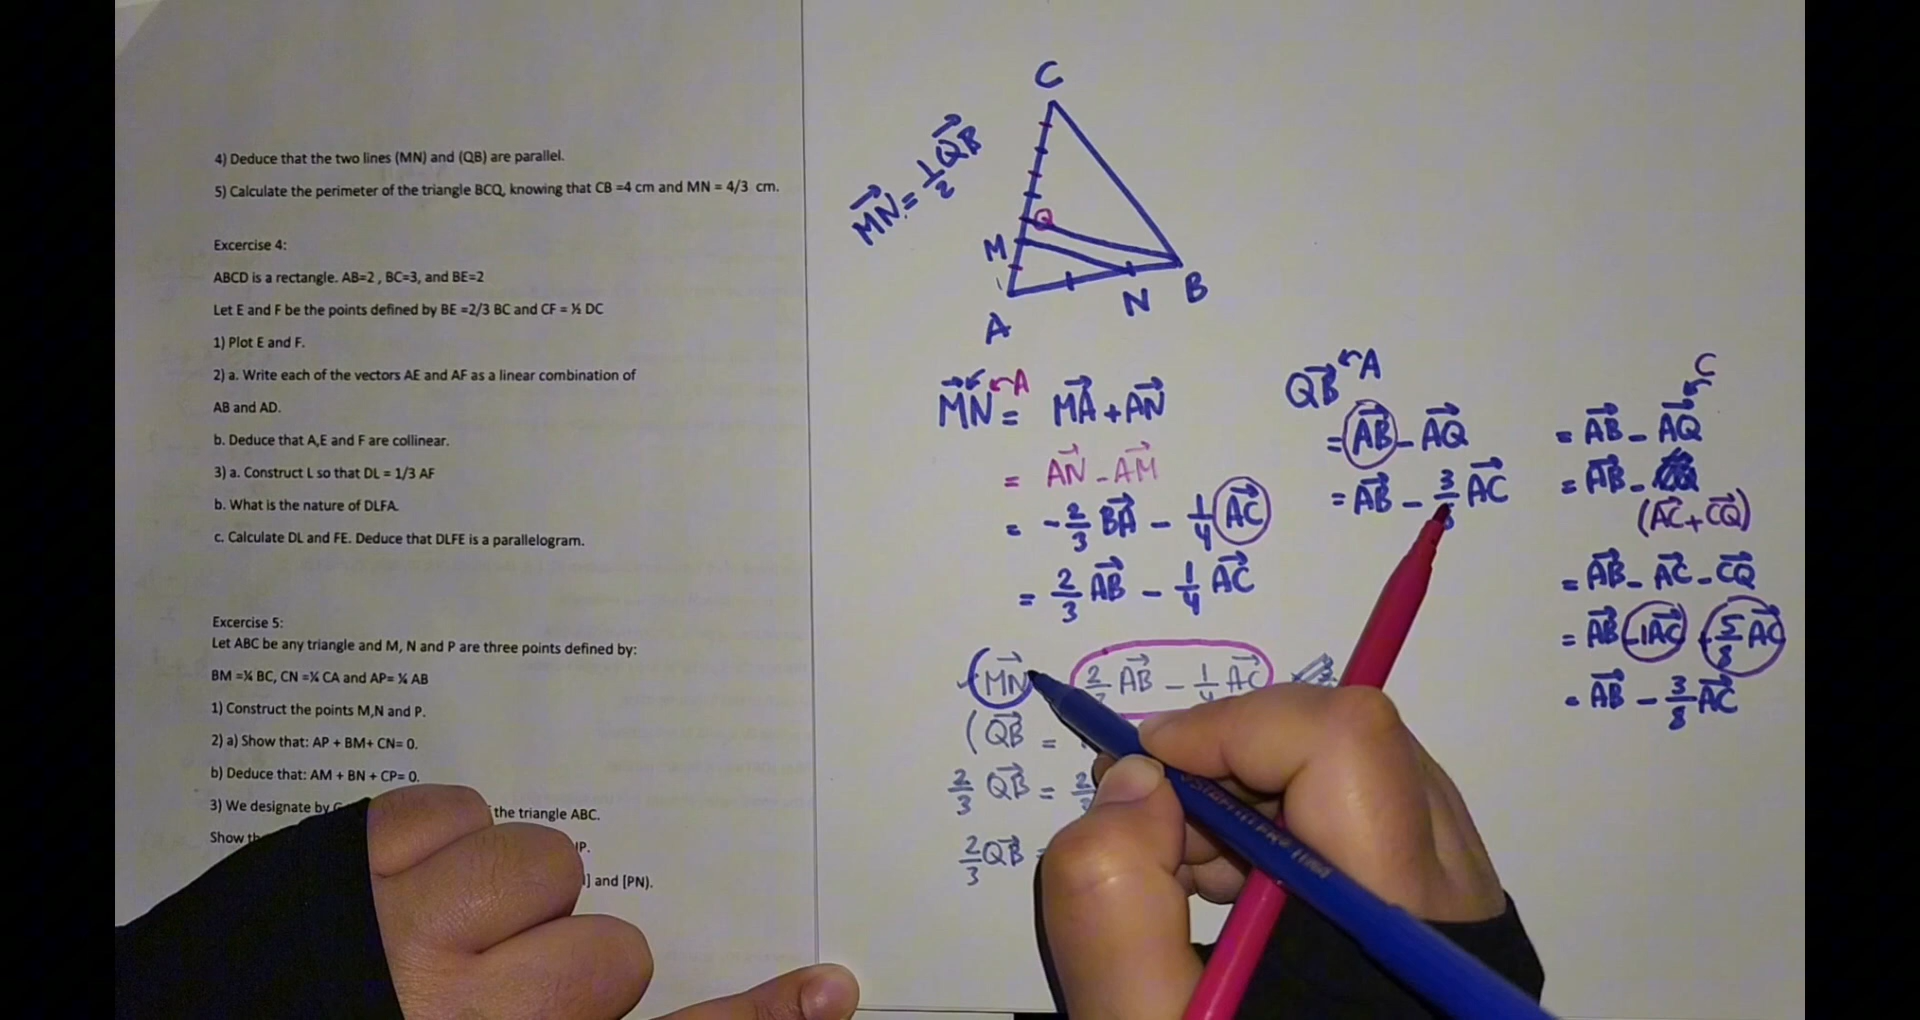 4) Deduce that the two lines (MN) and (QB) are parallel.
5) Calculate the perimeter of the triangle BCQ, knowing that CB =4 cm and MN = 4/3 cm.
Excercise 4:
ABCD is a rectangle. AB=2 , BC=3, and BE=2
Let E and F be the points defined by BE =2/3 BC and CF = ½ DC
1) Plot E and F.
2) a. Write each of the vectors AE and AF as a linear combination of
AB and AD.
b. Deduce that A,E and F are collinear.
3) a. Construct L so that DL = 1/3 AF
b. What is the nature of DLFA.
c. Calculate DL and FE. Deduce that DLFE is a parallelogram.
Exercise 5:
Let ABC be any triangle and M, N and P are three points defined by:
BM =¼ BC, CN =¼ CA and AP= ¼ AB
1) Construct the points M,N and P.
2) a) Show that: AP + BM+ CN= 0.
b) Deduce that: AM + BN + CP= 0.
3) We designate by
the triangle ABC.
Show
and [PN).
C
MN = 1/2 QB
Q
M
A
N B
MN A = MA + AN
= AN - AM
= - 2/3 BA - 1/4 AC
= 2/3 AB - 1/4 AC
MN 2/3 AB - 1/4 AC
(QB =
2/3 QB =
2/3 QB
QB A
= AB - AQ
= AB - 3/8 AC
C
= AB - AQ
= AB -
(AC + CQ)
= AB - AC - CQ
= AB -1AC + 5/8 AC
= AB - 3/8 AC